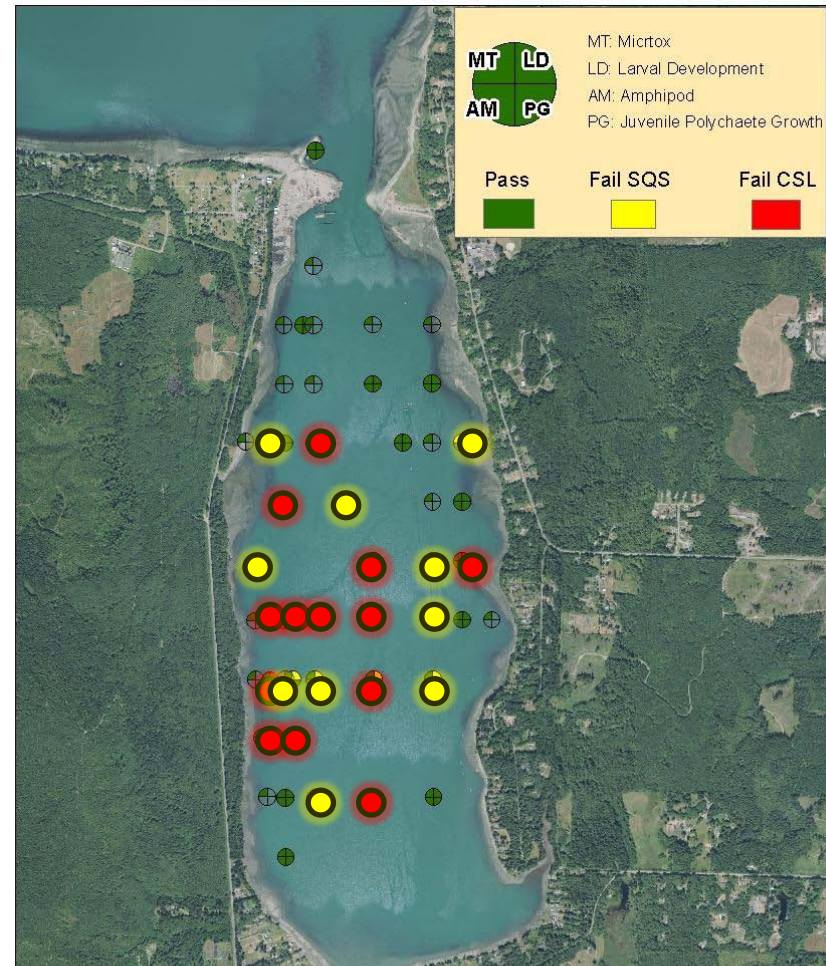 MT LD
AM PG
MT: Micrtox
LD: Larval Development
AM: Amphipod
PG: Juvenile Polychaete Growth
Pass Fail SQS Fail CSL